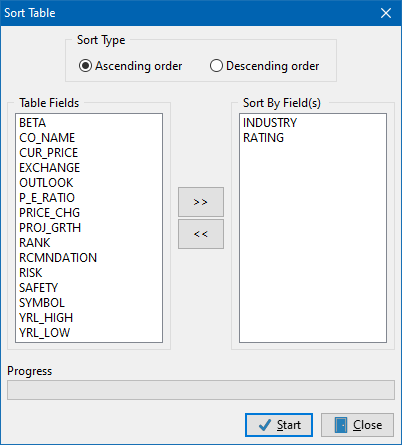 Sort Table
Sort Type
Ascending order
Descending order
Table Fields
BETA
CO_NAME
CUR_PRICE
EXCHANGE
OUTLOOK
P_E_RATIO
PRICE_CHG
PROJ_GRTH
RANK
RCMNDATION
RISK
SAFETY
SYMBOL
YRL_HIGH
YRL_LOW
>>
<<
Sort By Field(s)
INDUSTRY
RATING
Progress
Start
Close